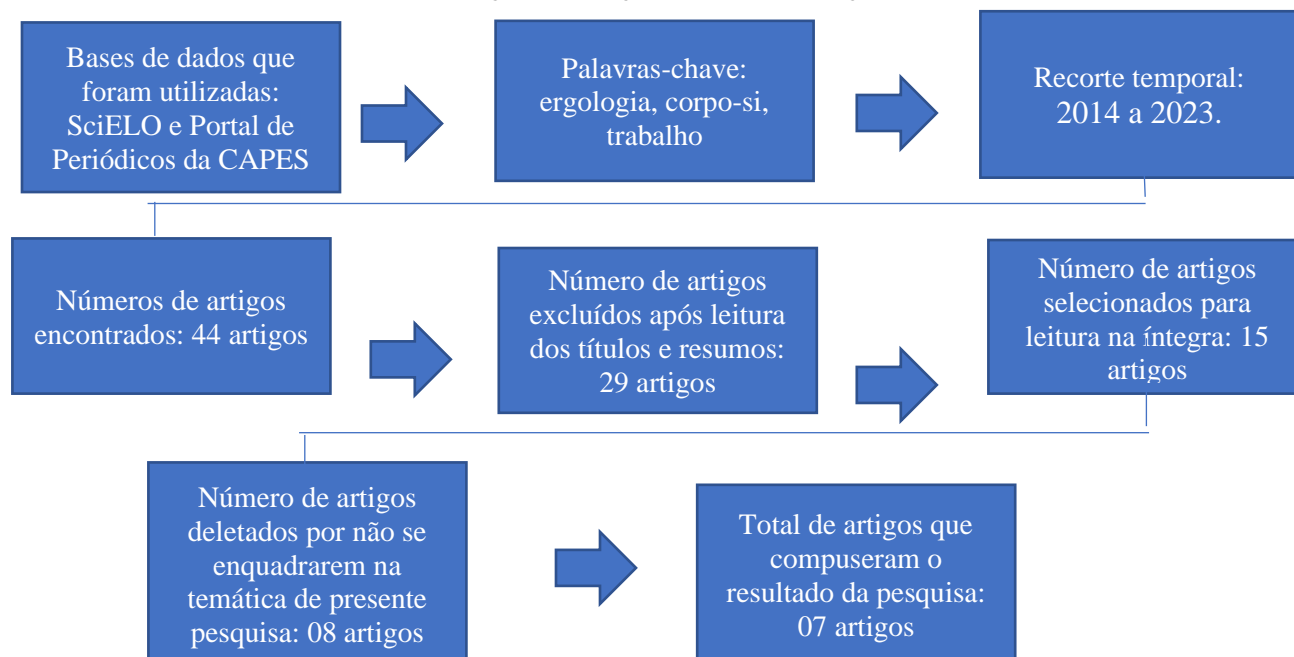 Bases de dados que
foram utilizadas:
SciELO e Portal de
Periódicos da CAPES
Palavras-chave:
ergologia, corpo-si,
trabalho
Recorte temporal:
2014 a 2023.
Números de artigos
encontrados: 44 artigos
Número de artigos
excluídos após leitura
dos títulos e resumos:
29 artigos
Número de artigos
selecionados para
leitura na íntegra: 15
artigos
Número de artigos
deletados por não se
enquadrarem na
temática de presente
pesquisa: 08 artigos
Total de artigos que
compuseram o
resultado da pesquisa:
07 artigos